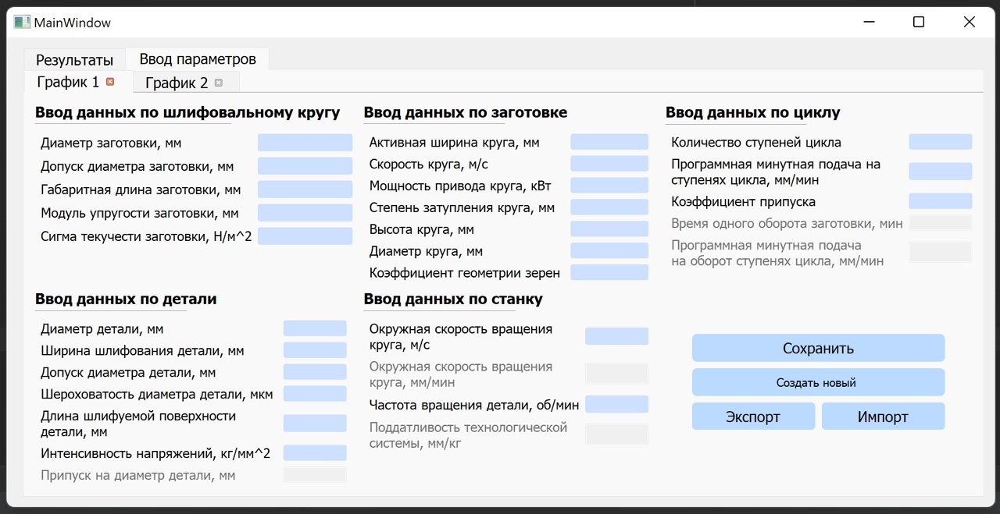 MainWindow
Результаты
Ввод параметров
График 1
График 2
Ввод данных по шлифовальному кругу
Диаметр заготовки, мм
Допуск диаметра заготовки, мм
Габаритная длина заготовки, мм
Модуль упругости заготовки, мм
Сигма текучести заготовки, Н/м^2
Ввод данных по заготовке
Активная ширина круга, мм
Скорость круга, м/с
Мощность привода круга, кВт
Степень затупления круга, мм
Высота круга, мм
Диаметр круга, мм
Коэффициент геометрии зерен
Ввод данных по циклу
Количество ступеней цикла
Программная минутная подача на
ступенях цикла, мм/мин
Коэффициент припуска
Время одного оборота заготовки, мин
Программная минутная подача
на оборот ступенях цикла, мм/мин
Ввод данных по детали
Диаметр детали, мм
Ширина шлифования детали, мм
Допуск диаметра детали, мм
Шероховатость диаметра детали, мкм
Длина шлифуемой поверхности
детали, мм
Интенсивность напряжений, кг/мм^2
Припуск на диаметр детали, мм
Ввод данных по станку
Окружная скорость вращения
круга, м/с
Окружная скорость вращения
круга, мм/мин
Частота вращения детали, об/мин
Поддатливость технологической
системы, мм/кг
Сохранить
Создать новый
Экспорт
Импорт